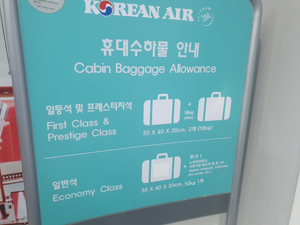 KOREAN AIR
휴대수하물 안내
Cabin Baggage Allowance
일등석 및 프레스티지석
First Class &
Prestige Class
55 X 40 X 20cm, 2개 (18kg)
일반석
Economy Class
55 X 40 X 20cm, 10kg 1개